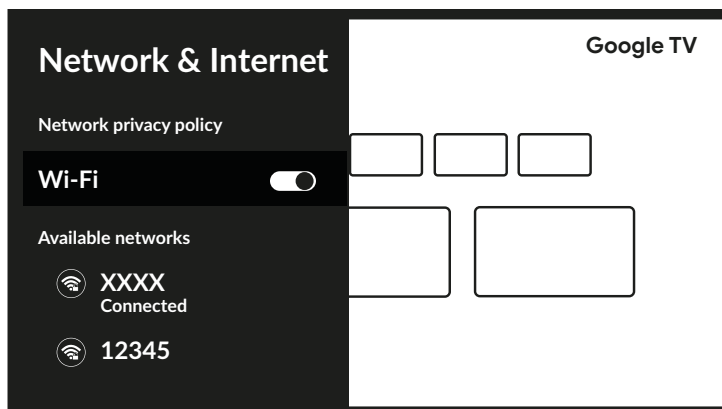 Network & Internet
Google TV
Network privacy policy
Wi-Fi
Available networks
XXXX
Connected
12345